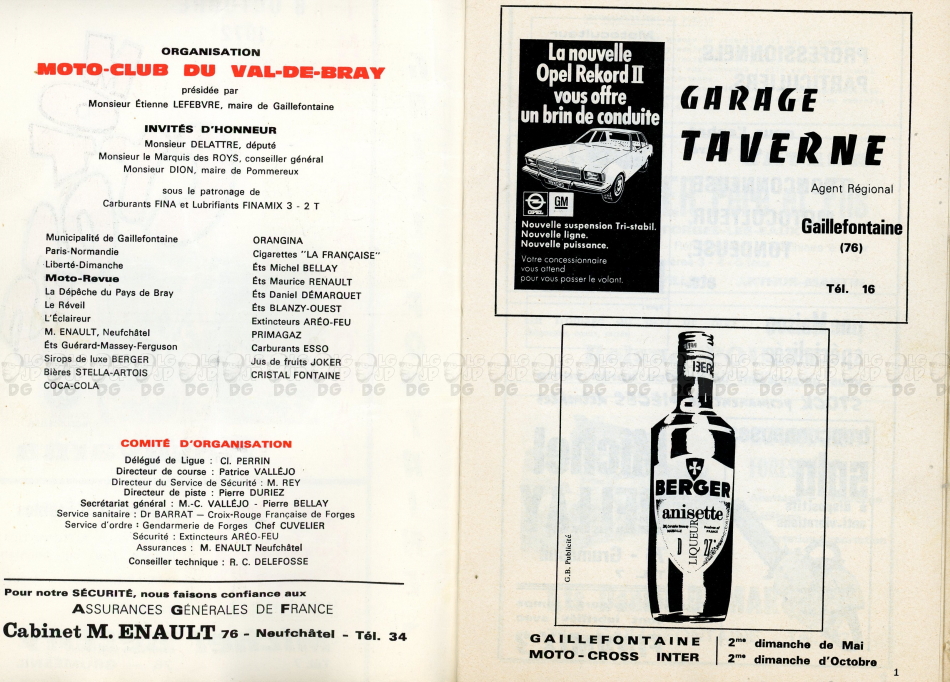 ORGANISATION
MOTO-CLUB DU VAL-DE-BRAY
présidée par
Monsieur Étienne LEFEBVRE, maire de Gaillefontaine
INVITÉS D'HONNEUR
Monsieur DELATTRE, député
Monsieur le Marquis des ROYS, conseiller général
Monsieur DION, maire de Pommereux
sous le patronage de
Carburants FINA et Lubrifiants FINAMIX 3 - 2 T
Municipalité de Gaillefontaine
Paris-Normandie
Liberté-Dimanche
Moto-Revue
La Dépêche du Pays de Bray
Le Réveil
L'Éclaireur
M. ENAULT, Neufchâtel
Éts Guérard-Massey-Ferguson
Sirops de luxe BERGER
Bières STELLA-ARTOIS
COCA-COLA
ORANGINA
Cigarettes "LA FRANÇAISE"
Éts Michel BELLAY
Éts Maurice RENAULT
Éts Daniel DÉMARQUET
Éts BLANZY-OUEST
Extincteurs ARÉO-FEU
PRIMAGAZ
Carburants ESSO
Jus de fruits JOKER
CRISTAL FONTAINE
COMITÉ D'ORGANISATION
Délégué de Ligue : Cl. PERRIN
Directeur de course : Patrice VALLÉJO
Directeur du Service de Sécurité : M. REY
Directeur de piste : Pierre DURIEZ
Secrétariat général : M.-C. VALLÉJO - Pierre BELLAY
Service sanitaire : Dr BARRAT — Croix-Rouge Française de Forges
Service d'ordre : Gendarmerie de Forges Chef CUVELIER
Sécurité : Extincteurs ARÉO-FEU
Assurances : M. ENAULT Neufchâtel
Conseiller technique : R. C. DELEFOSSE
Pour notre SÉCURITÉ, nous faisons confiance aux
ASSURANCES GÉNÉRALES DE FRANCE
Cabinet M. ENAULT 76 - Neufchâtel - Tél. 34
La nouvelle
Opel Rekord II
vous offre
un brin de conduite
OPEL
GM
Nouvelle suspension Tri-stabil.
Nouvelle ligne.
Nouvelle puissance.
Votre concessionnaire
vous attend
pour vous passer le volant.
GARAGE
TAVERNE
Agent Régional
Gaillefontaine
(76)
Tél. 16
BERGER
anisette
LIQUEUR
D
27°
G.B. Publicité
GAILLEFONTAINE
MOTO-CROSS INTER
2me dimanche de Mai
2me dimanche d'Octobre
1